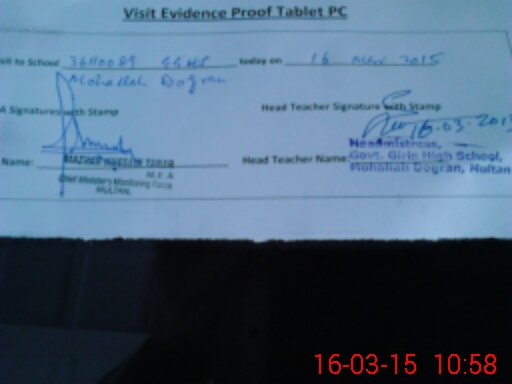 Visit Evidence Proof Tablet PC
sit to School 36110089 GGHS today on 16 Mar 2015
Mohallah Dogran
A Signatures with Stamp
Head Teacher Signature with Stamp
16.03.2015
Name:
M.E.A
Chief Minister's Monitoring Force
MULTAN.
Head Teacher Name:
Headmistress,
Govt. Girls High School,
Mohallah Dogran, Multan
16-03-15 10:58